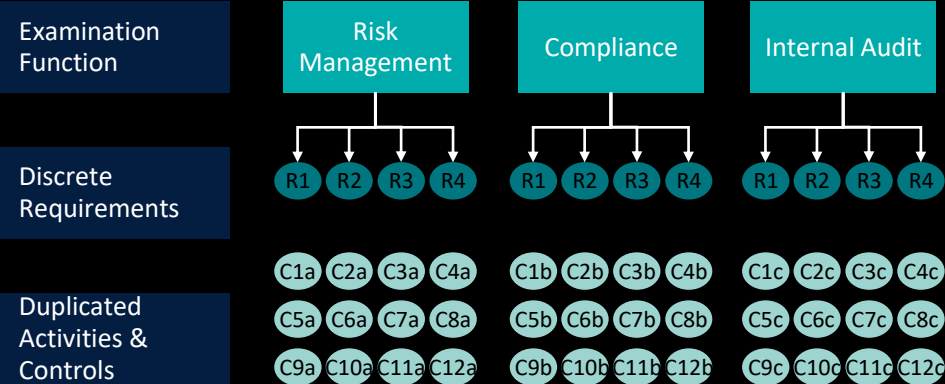 Examination
Function
Risk
Management
Compliance
Internal Audit
Discrete
Requirements
R1 R2 R3 R4 R1 R2 R3 R4 R1 R2 R3 R4
Duplicated
Activities &
Controls
C1a C2a C3a C4a C1b C2b C3b C4b C1c C2c C3c C4c
C5a C6a C7a C8a C5b C6b C7b C8b C5c C6c C7c C8c
C9a C10a C11a C12a C9b C10b C11b C12b C9c C10c C11c C12c